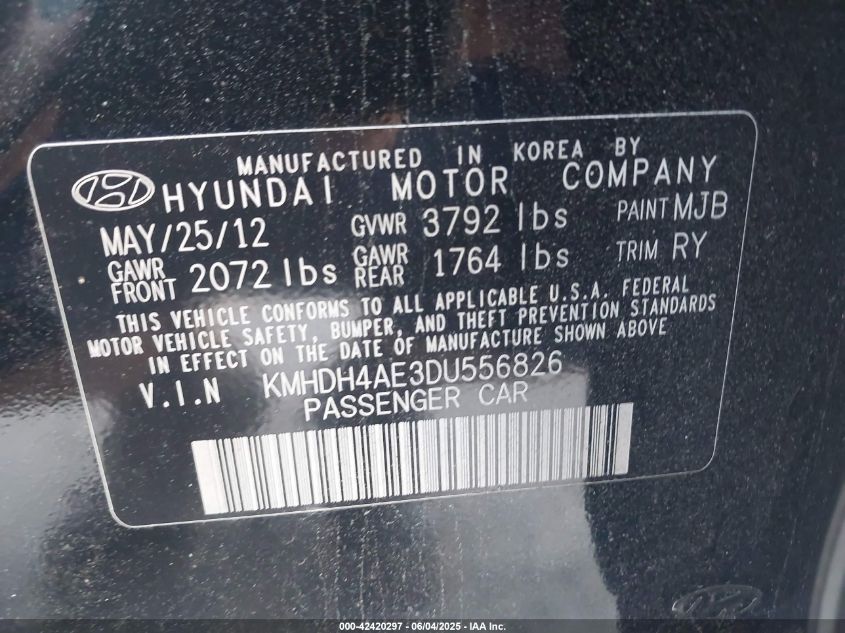 MANUFACTURED IN KOREA BY
HYUNDAI MOTOR COMPANY
MAY/25/12 GVWR 3792 lbs PAINT MJB
GAWR FRONT 2072 lbs GAWR REAR 1764 lbs TRIM RY
THIS VEHICLE CONFORMS TO ALL APPLICABLE U.S.A. FEDERAL
MOTOR VEHICLE SAFETY, BUMPER, AND THEFT PREVENTION STANDARDS
IN EFFECT ON THE DATE OF MANUFACTURE SHOWN ABOVE
V.I.N KMHDH4AE3DU556826
PASSENGER CAR
000-42420297 - 06/04/2025 - IAA Inc.